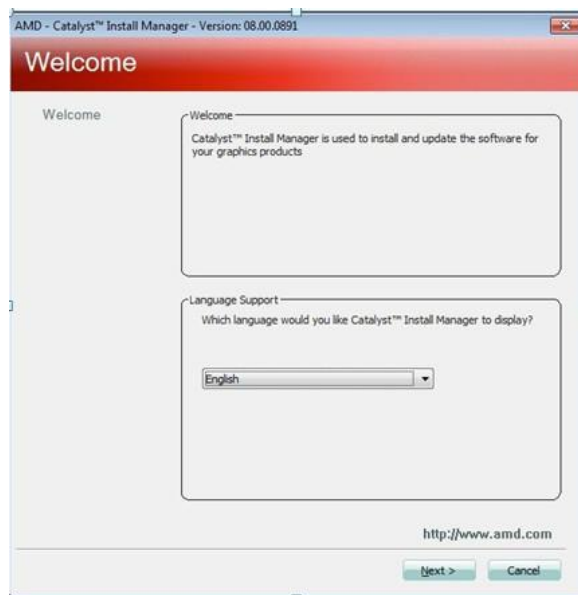 AMD - Catalyst™ Install Manager - Version: 08.00.0891
Welcome
Welcome
Welcome
Catalyst™ Install Manager is used to install and update the software for
your graphics products
Language Support
Which language would you like Catalyst™ Install Manager to display?
English
http://www.amd.com
Next >
Cancel